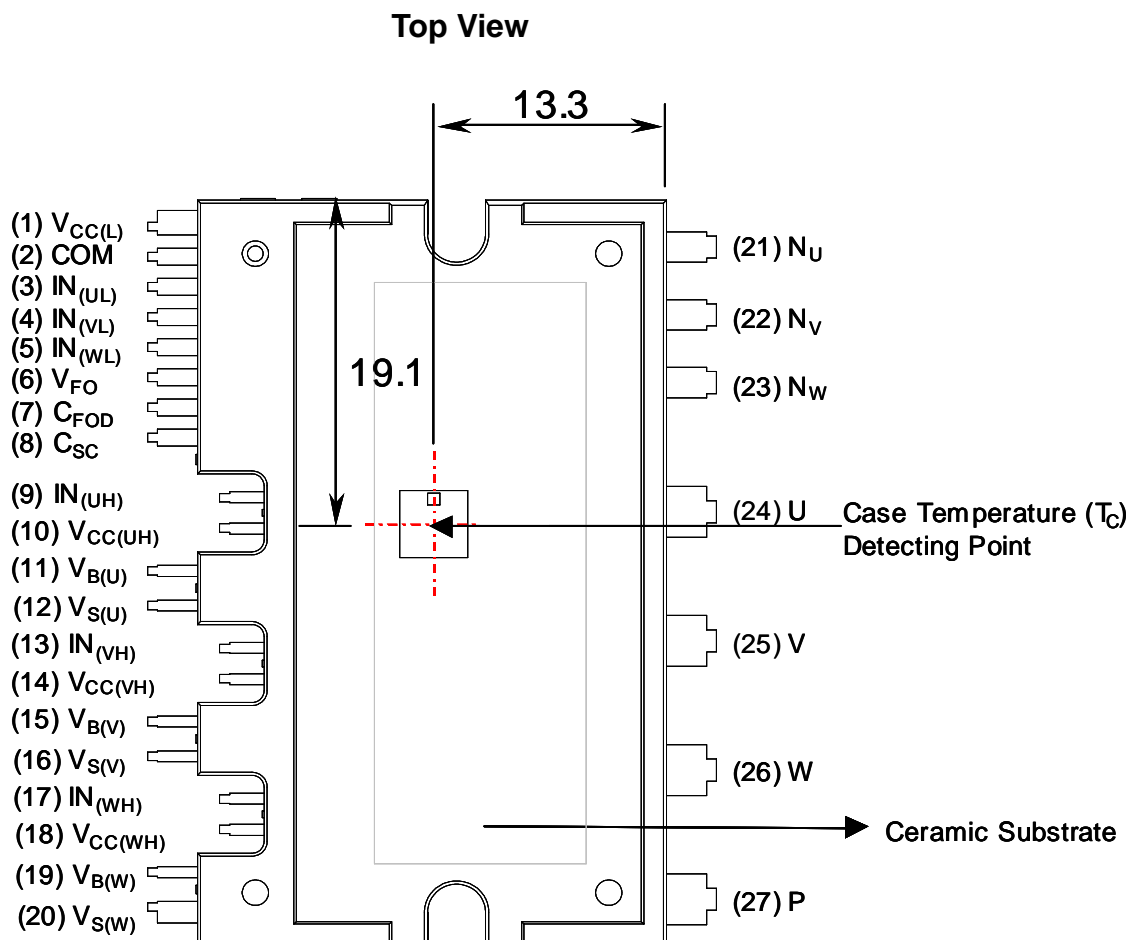 Top View
13.3
19.1
(1) VCC(L)
(2) COM
(3) IN(UL)
(4) IN(VL)
(5) IN(WL)
(6) VFO
(7) CFOD
(8) CSC
(9) IN(UH)
(10) VCC(UH)
(11) VB(U)
(12) VS(U)
(13) IN(VH)
(14) VCC(VH)
(15) VB(V)
(16) VS(V)
(17) IN(WH)
(18) VCC(WH)
(19) VB(W)
(20) VS(W)
(21) NU
(22) NV
(23) NW
(24) U
(25) V
(26) W
(27) P
Case Temperature (TC)
Detecting Point
Ceramic Substrate